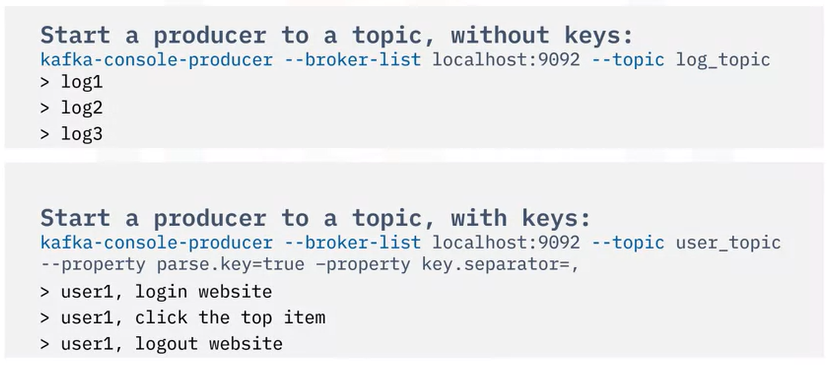 Start a producer to a topic, without keys:
kafka-console-producer --broker-list localhost:9092 --topic log_topic
> log1
> log2
> log3
Start a producer to a topic, with keys:
kafka-console-producer --broker-list localhost:9092 --topic user_topic
--property parse.key=true –property key.separator=,
> user1, login website
> user1, click the top item
> user1, logout website